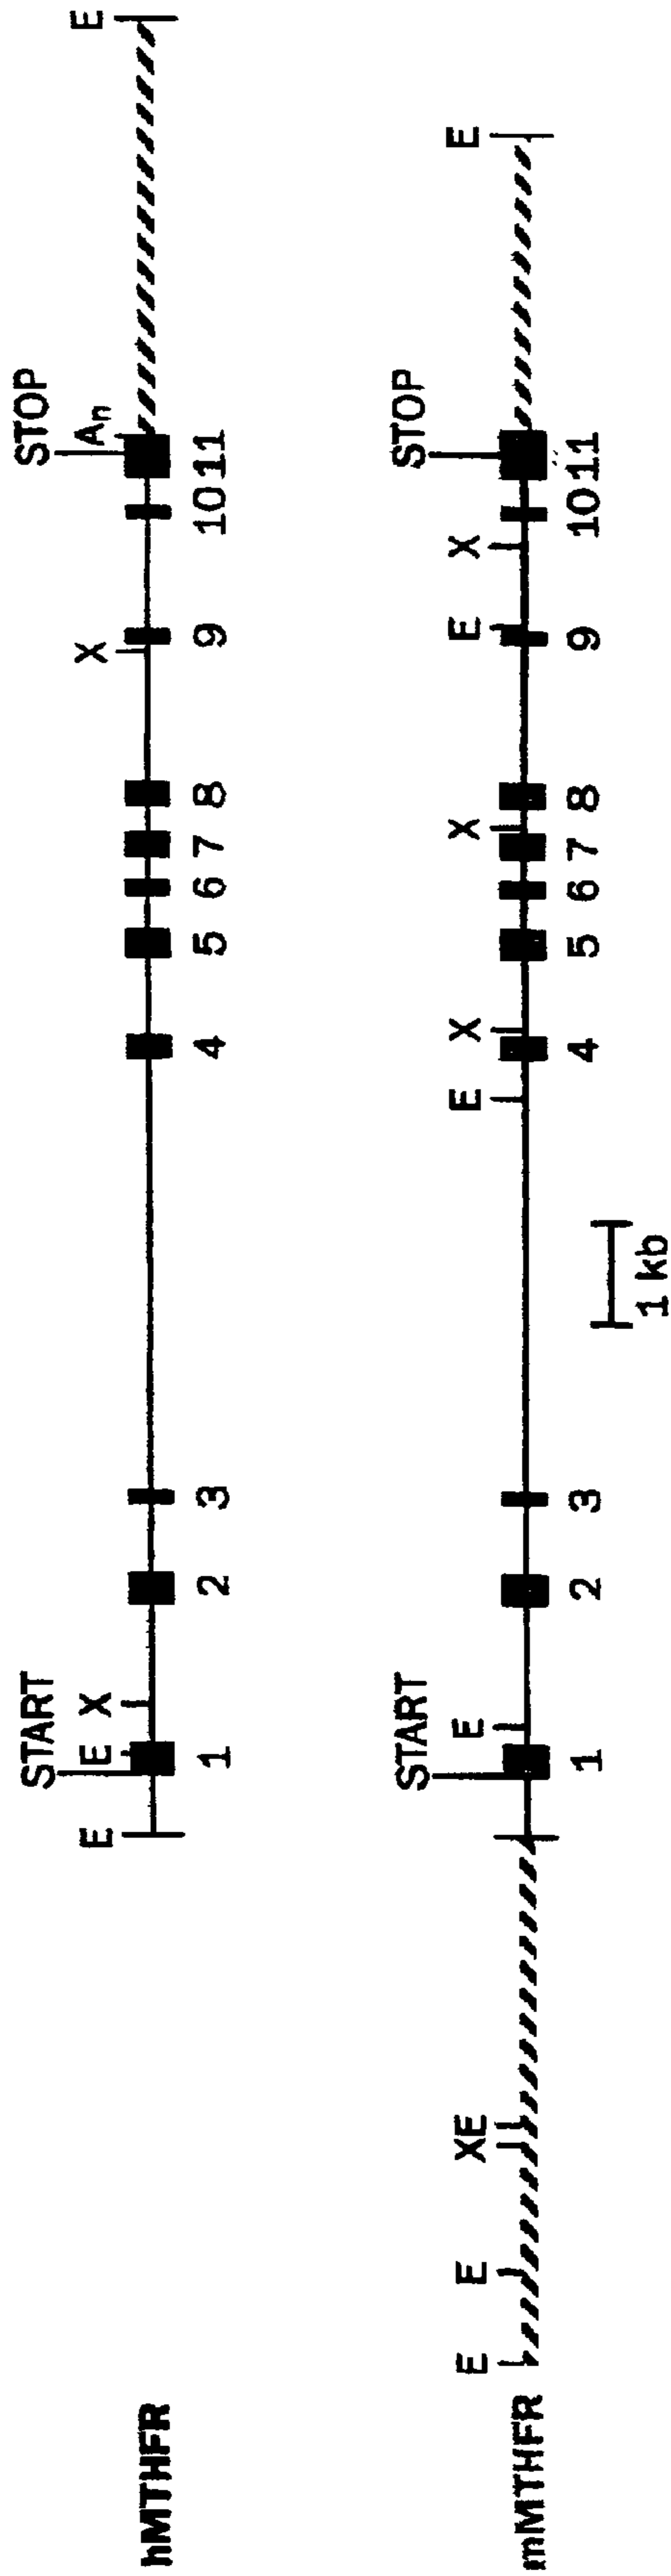 START STOP
E E X X An E
hMTHFR
1 2 3 4 5 6 7 8 9 10 11
START STOP
E E XE E E X X E X E
mMTHFR
1 2 3 4 5 6 7 8 9 10 11
1 kb